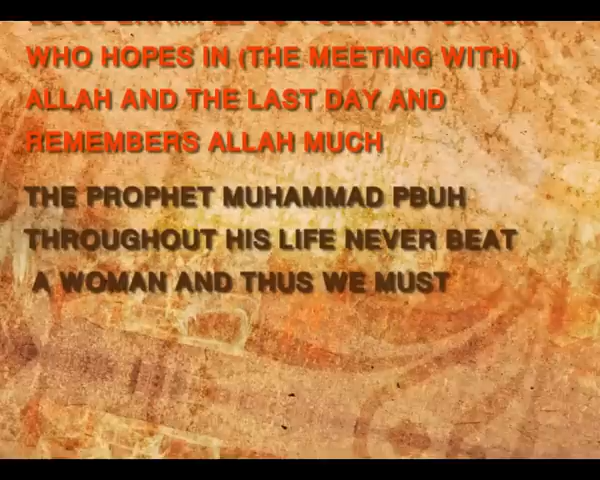 WHO HOPES IN (THE MEETING WITH)
ALLAH AND THE LAST DAY AND
REMEMBERS ALLAH MUCH
THE PROPHET MUHAMMAD PBUH
THROUGHOUT HIS LIFE NEVER BEAT
A WOMAN AND THUS WE MUST